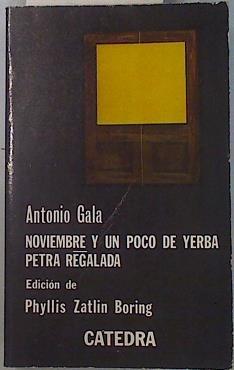 Antonio Gala
NOVIEMBRE Y UN POCO DE YERBA
PETRA REGALADA
Edición de
Phyllis Zatlin Boring
CATEDRA